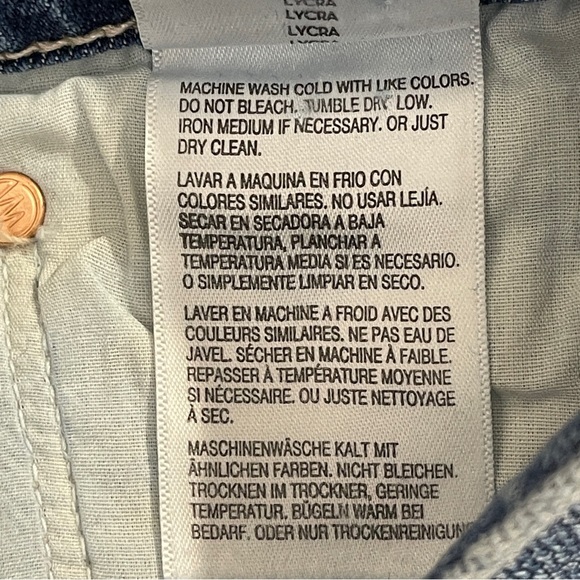 LYCRA
LYCRA
LYCRA
LYCRA
MACHINE WASH COLD WITH LIKE COLORS.
DO NOT BLEACH. TUMBLE DRY LOW.
IRON MEDIUM IF NECESSARY. OR JUST
DRY CLEAN.
LAVAR A MAQUINA EN FRIO CON
COLORES SIMILARES. NO USAR LEJÍA.
SECAR EN SECADORA A BAJA
TEMPERATURA, PLANCHAR A
TEMPERATURA MEDIA SI ES NECESARIO.
O SIMPLEMENTE LIMPIAR EN SECO.
LAVER EN MACHINE A FROID AVEC DES
COULEURS SIMILAIRES. NE PAS EAU DE
JAVEL. SÉCHER EN MACHINE À FAIBLE.
REPASSER À TEMPÉRATURE MOYENNE
SI NÉCESSAIRE. OU JUSTE NETTOYAGE
À SEC.
MASCHINENWÄSCHE KALT MIT
ÄHNLICHEN FARBEN. NICHT BLEICHEN.
TROCKNEN IM TROCKNER, GERINGE
TEMPERATUR. BÜGELN WARM BEI
BEDARF. ODER NUR TROCKENREINIGUN